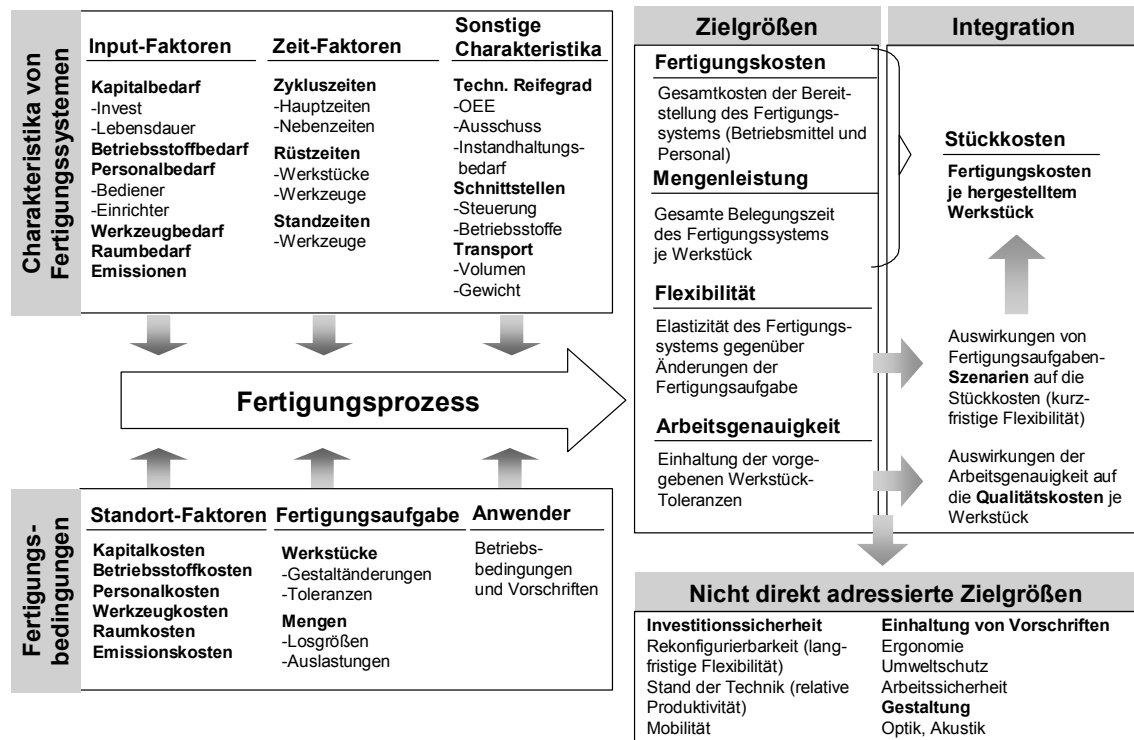 Charakteristika von
Fertigungssystemen
Input-Faktoren
Kapitalbedarf
-Invest
-Lebensdauer
Betriebsstoffbedarf
Personalbedarf
-Bediener
-Einrichter
Werkzeugbedarf
Raumbedarf
Emissionen
Zeit-Faktoren
Zykluszeiten
-Hauptzeiten
-Nebenzeiten
Rüstzeiten
-Werkstücke
-Werkzeuge
Standzeiten
-Werkzeuge
Sonstige
Charakteristika
Techn. Reifegrad
-OEE
-Ausschuss
-Instandhaltungs-
bedarf
Schnittstellen
-Steuerung
-Betriebsstoffe
Transport
-Volumen
-Gewicht
Fertigungsprozess
Fertigungs-
bedingungen
Standort-Faktoren
Kapitalkosten
Betriebsstoffkosten
Personalkosten
Werkzeugkosten
Raumkosten
Emissionskosten
Fertigungsaufgabe
Werkstücke
-Gestaltänderungen
-Toleranzen
Mengen
-Losgrößen
-Auslastungen
Anwender
Betriebs-
bedingungen
und Vorschriften
Zielgrößen
Fertigungskosten
Gesamtkosten der Bereit-
stellung des Fertigungs-
systems (Betriebsmittel und
Personal)
Mengenleistung
Gesamte Belegungszeit
des Fertigungssystems
je Werkstück
Flexibilität
Elastizität des Fertigungs-
systems gegenüber
Änderungen der
Fertigungsaufgabe
Arbeitsgenauigkeit
Einhaltung der vorge-
gebenen Werkstück-
Toleranzen
Integration
Stückkosten
Fertigungskosten
je hergestelltem
Werkstück
Auswirkungen von
Fertigungsaufgaben-
Szenarien auf die
Stückkosten (kurz-
fristige Flexibilität)
Auswirkungen der
Arbeitsgenauigkeit auf
die Qualitätskosten je
Werkstück
Nicht direkt adressierte Zielgrößen
Investitionssicherheit
Rekonfigurierbarkeit (lang-
fristige Flexibilität)
Stand der Technik (relative
Produktivität)
Mobilität
Einhaltung von Vorschriften
Ergonomie
Umweltschutz
Arbeitssicherheit
Gestaltung
Optik, Akustik